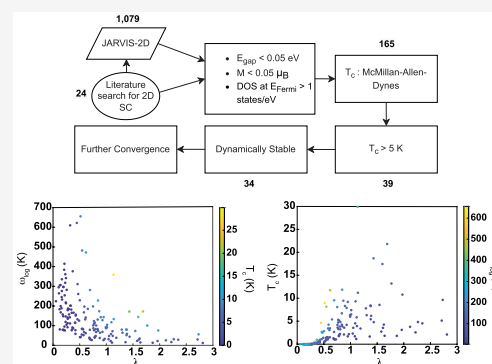 1,079
JARVIS-2D
24
Literature
search for 2D
SC
• E_gap < 0.05 eV
• M < 0.05 μ_B
• DOS at E_Fermi > 1
states/eV
165
T_c : McMillan-Allen-
Dynes
Further Convergence
Dynamically Stable
T_c > 5 K
34
39
700
600
500
400
300
200
100
0
ω_log (K)
0
0.5
1
1.5
2
2.5
3
λ
25
20
15
10
5
0
T_c (K)
30
25
20
15
10
5
0
T_c (K)
0
0.5
1
1.5
2
2.5
3
λ
600
500
400
300
200
100